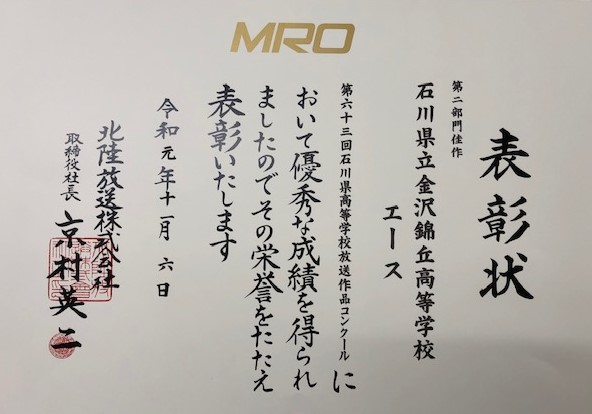 MRO
表彰状
第二部門佳作
石川県立金沢錦丘高等学校
エース
第六十三回石川県高等学校放送作品コンクールに
おいて優秀な成績を得られ
ましたのでその栄誉をたたえ
表彰いたします
令和元年十一月六日
北陸放送株式会社
取締役社長 京村英二